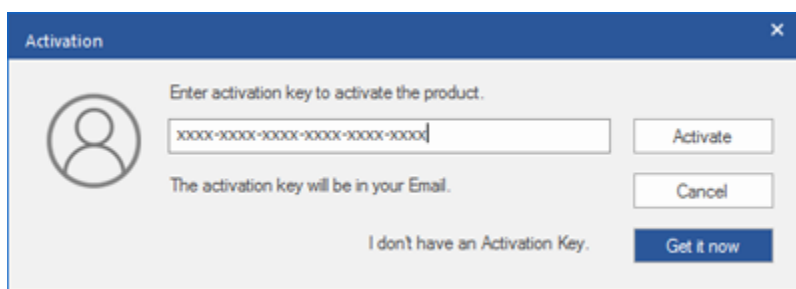 Activation
×
Enter activation key to activate the product.
xxxx-xxxx-xxxx-xxxx-xxxx-xxxx
Activate
The activation key will be in your Email.
Cancel
I don't have an Activation Key.
Get it now